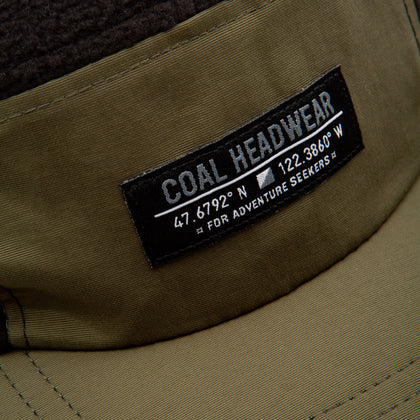 COAL HEADWEAR
47.6792° N 122.3860° W
¤ FOR ADVENTURE SEEKERS ¤